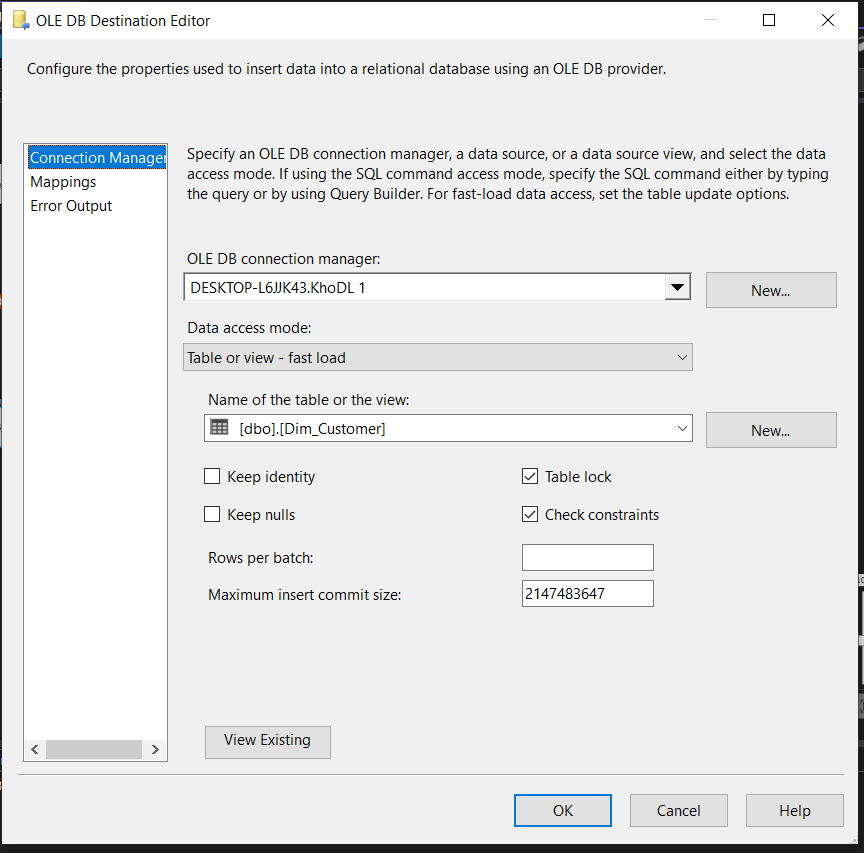 OLE DB Destination Editor
Configure the properties used to insert data into a relational database using an OLE DB provider.
Connection Manager
Mappings
Error Output
Specify an OLE DB connection manager, a data source, or a data source view, and select the data
access mode. If using the SQL command access mode, specify the SQL command either by typing
the query or by using Query Builder. For fast-load data access, set the table update options.
OLE DB connection manager:
DESKTOP-L6JJK43.KhoDL 1
New...
Data access mode:
Table or view - fast load
Name of the table or the view:
[dbo].[Dim_Customer]
New...
Keep identity
Table lock
Keep nulls
Check constraints
Rows per batch:
Maximum insert commit size:
2147483647
View Existing
OK
Cancel
Help